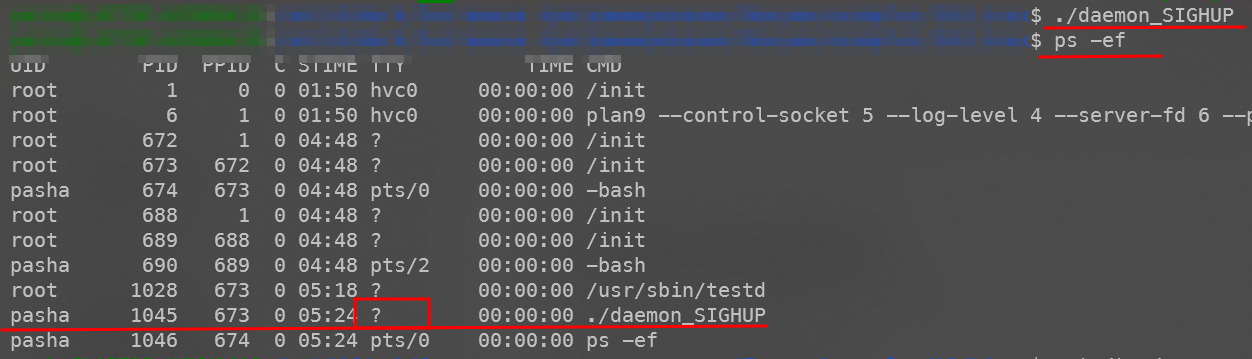 $ ./daemon_SIGHUP
$ ps -ef
UID PID PPID C STIME TTY TIME CMD
root 1 0 0 01:50 hvc0 00:00:00 /init
root 6 1 0 01:50 hvc0 00:00:00 plan9 --control-socket 5 --log-level 4 --server-fd 6 --p
root 672 1 0 04:48 ? 00:00:00 /init
root 673 672 0 04:48 ? 00:00:00 /init
pasha 674 673 0 04:48 pts/0 00:00:00 -bash
root 688 1 0 04:48 ? 00:00:00 /init
root 689 688 0 04:48 ? 00:00:00 /init
pasha 690 689 0 04:48 pts/2 00:00:00 -bash
root 1028 673 0 05:18 ? 00:00:00 /usr/sbin/testd
pasha 1045 673 0 05:24 ? 00:00:00 ./daemon_SIGHUP
pasha 1046 674 0 05:24 pts/0 00:00:00 ps -ef